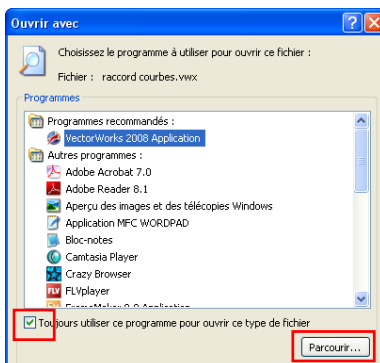 Ouvrir avec
Choisissez le programme à utiliser pour ouvrir ce fichier :
Fichier : raccord courbes.vwx
Programmes
Programmes recommandés :
VectorWorks 2008 Application
Autres programmes :
Adobe Acrobat 7.0
Adobe Reader 8.1
Aperçu des images et des télécopies Windows
Application MFC WORDPAD
Bloc-notes
Camtasia Player
Crazy Browser
FLV FLVplayer
Toujours utiliser ce programme pour ouvrir ce type de fichier
Parcourir...